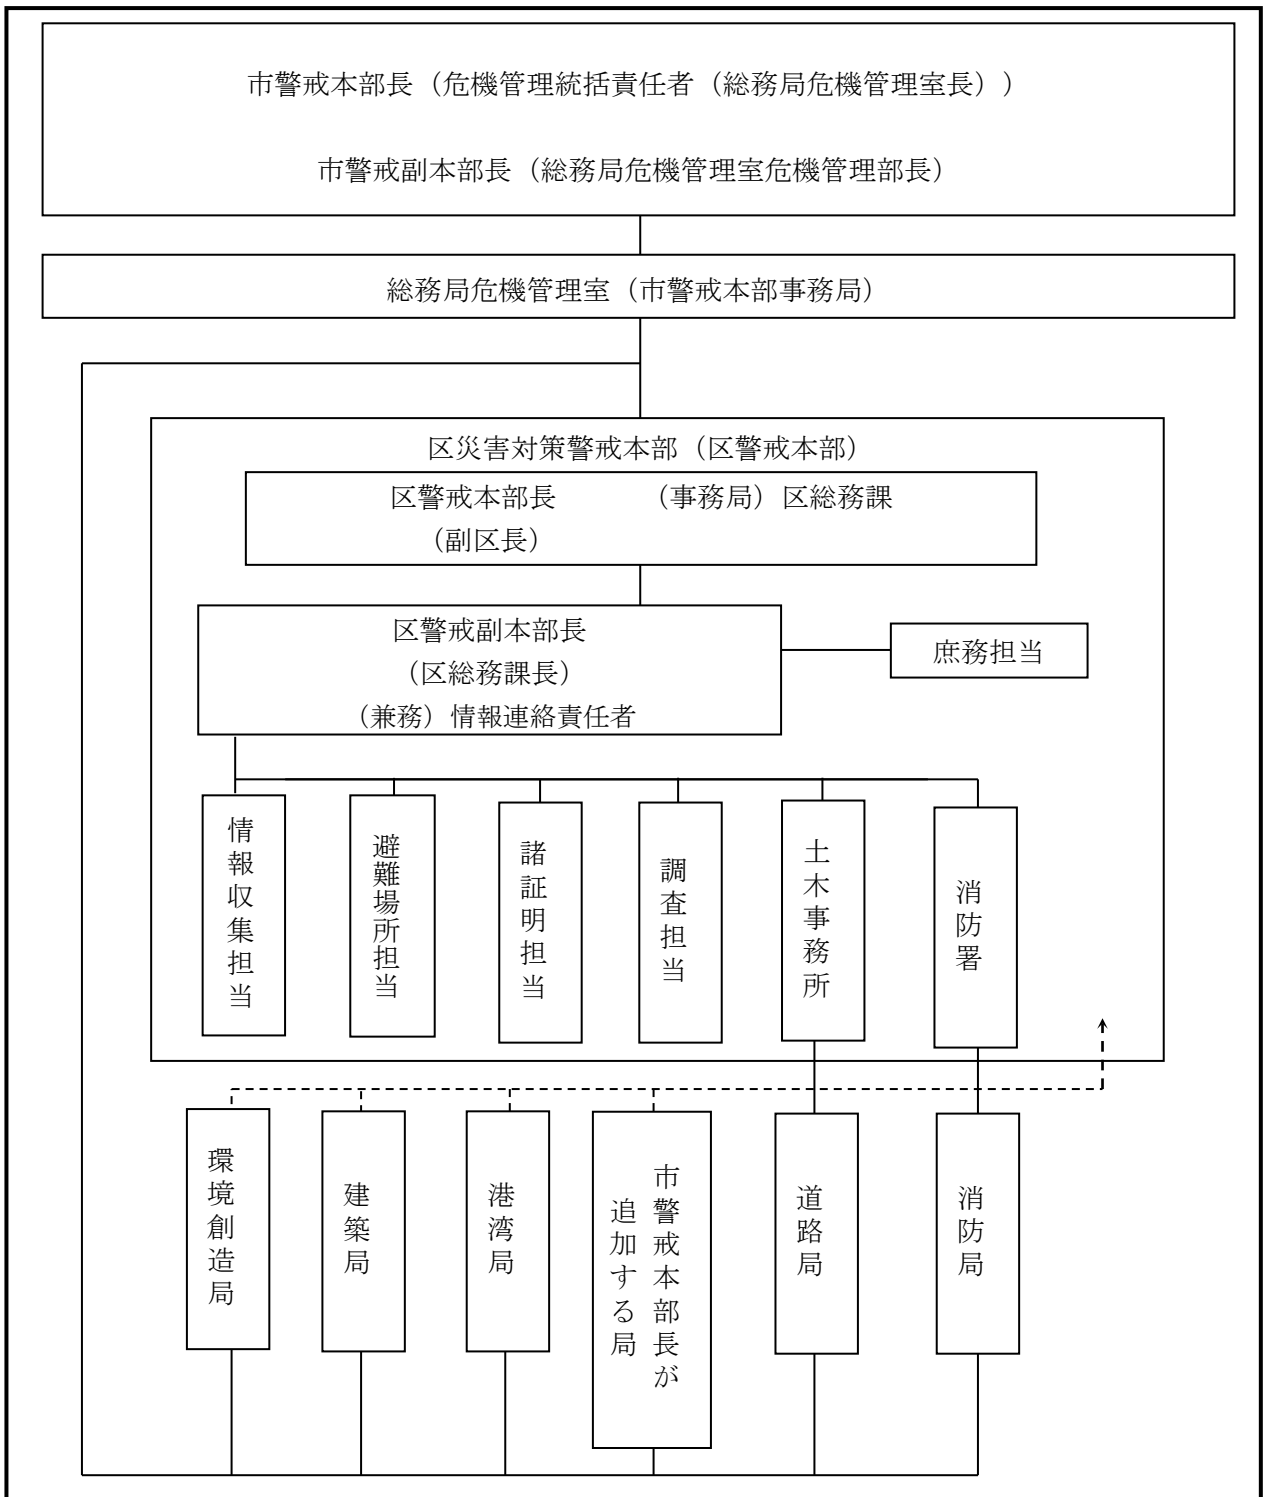 市警戒本部長（危機管理統括責任者（総務局危機管理室長））
市警戒副本部長（総務局危機管理室危機管理部長）
総務局危機管理室（市警戒本部事務局）
区災害対策警戒本部（区警戒本部）
区警戒本部長　（事務局）区総務課
（副区長）
区警戒副本部長
（区総務課長）
（兼務）情報連絡責任者
庶務担当
情報収集担当
避難場所担当
諸証明担当
調査担当
土木事務所
消防署
環境創造局
建築局
港湾局
市警戒本部長が
追加する局
道路局
消防局